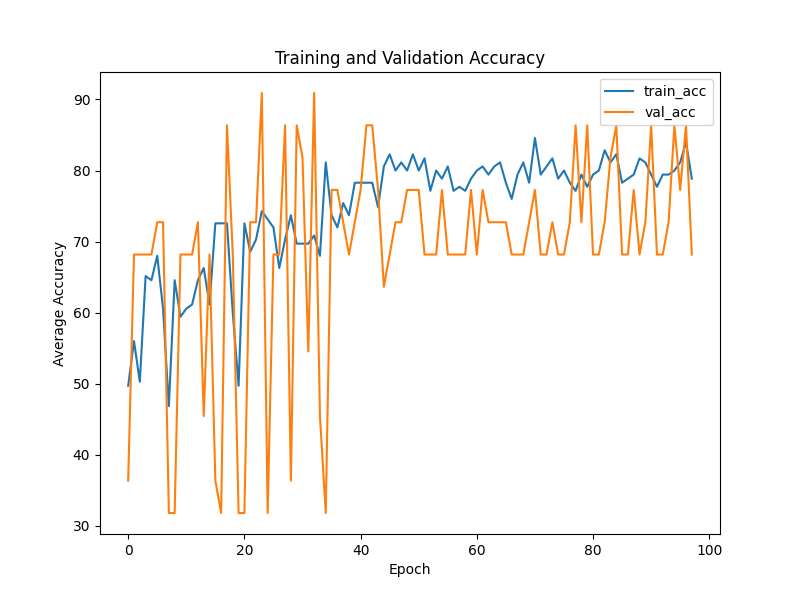 Training and Validation Accuracy
train_acc
val_acc
Average Accuracy
90
80
70
60
50
40
30
0 20 40 60 80 100
Epoch